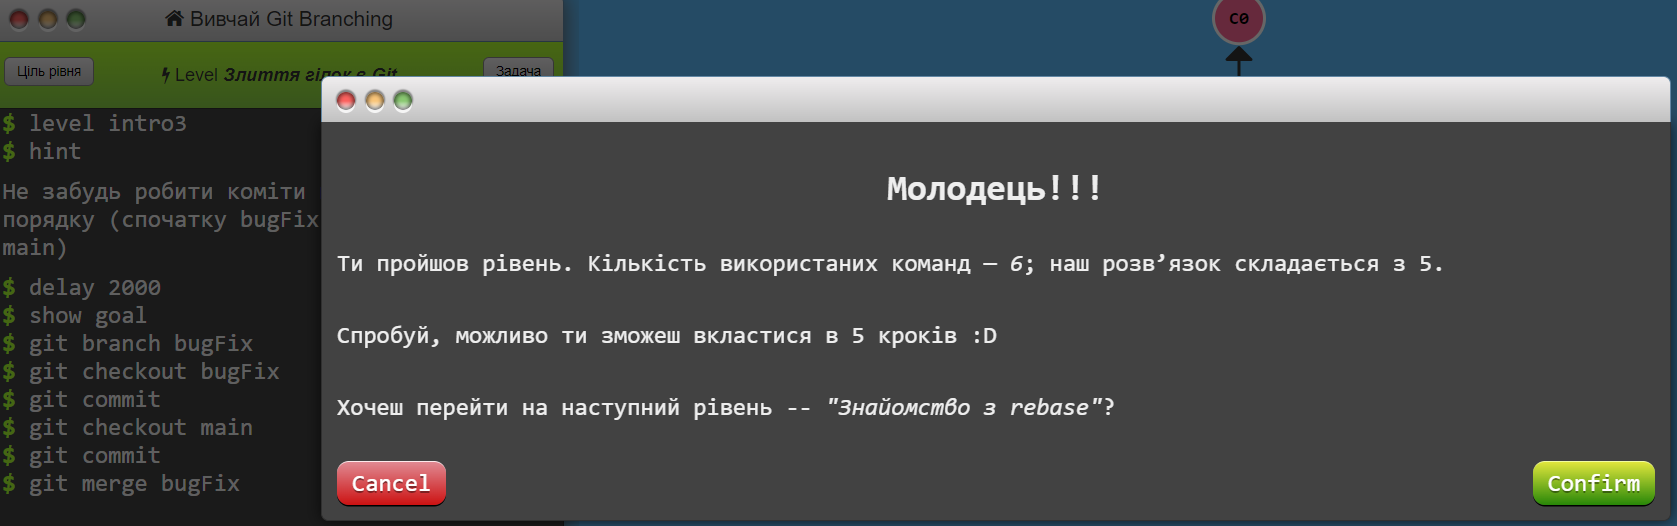 Вивчай Git Branching
C0
Ціль рівня
Level Злиття гілок в Git
Задача
$ level intro3
$ hint
Не забудь робити коміти
порядку (спочатку bugFix
main)
$ delay 2000
$ show goal
$ git branch bugFix
$ git checkout bugFix
$ git commit
$ git checkout main
$ git commit
$ git merge bugFix
Молодець!!!
Ти пройшов рівень. Кількість використаних команд — 6; наш розв’язок складається з 5.
Спробуй, можливо ти зможеш вкластися в 5 кроків :D
Хочеш перейти на наступний рівень -- "Знайомство з rebase"?
Cancel
Confirm